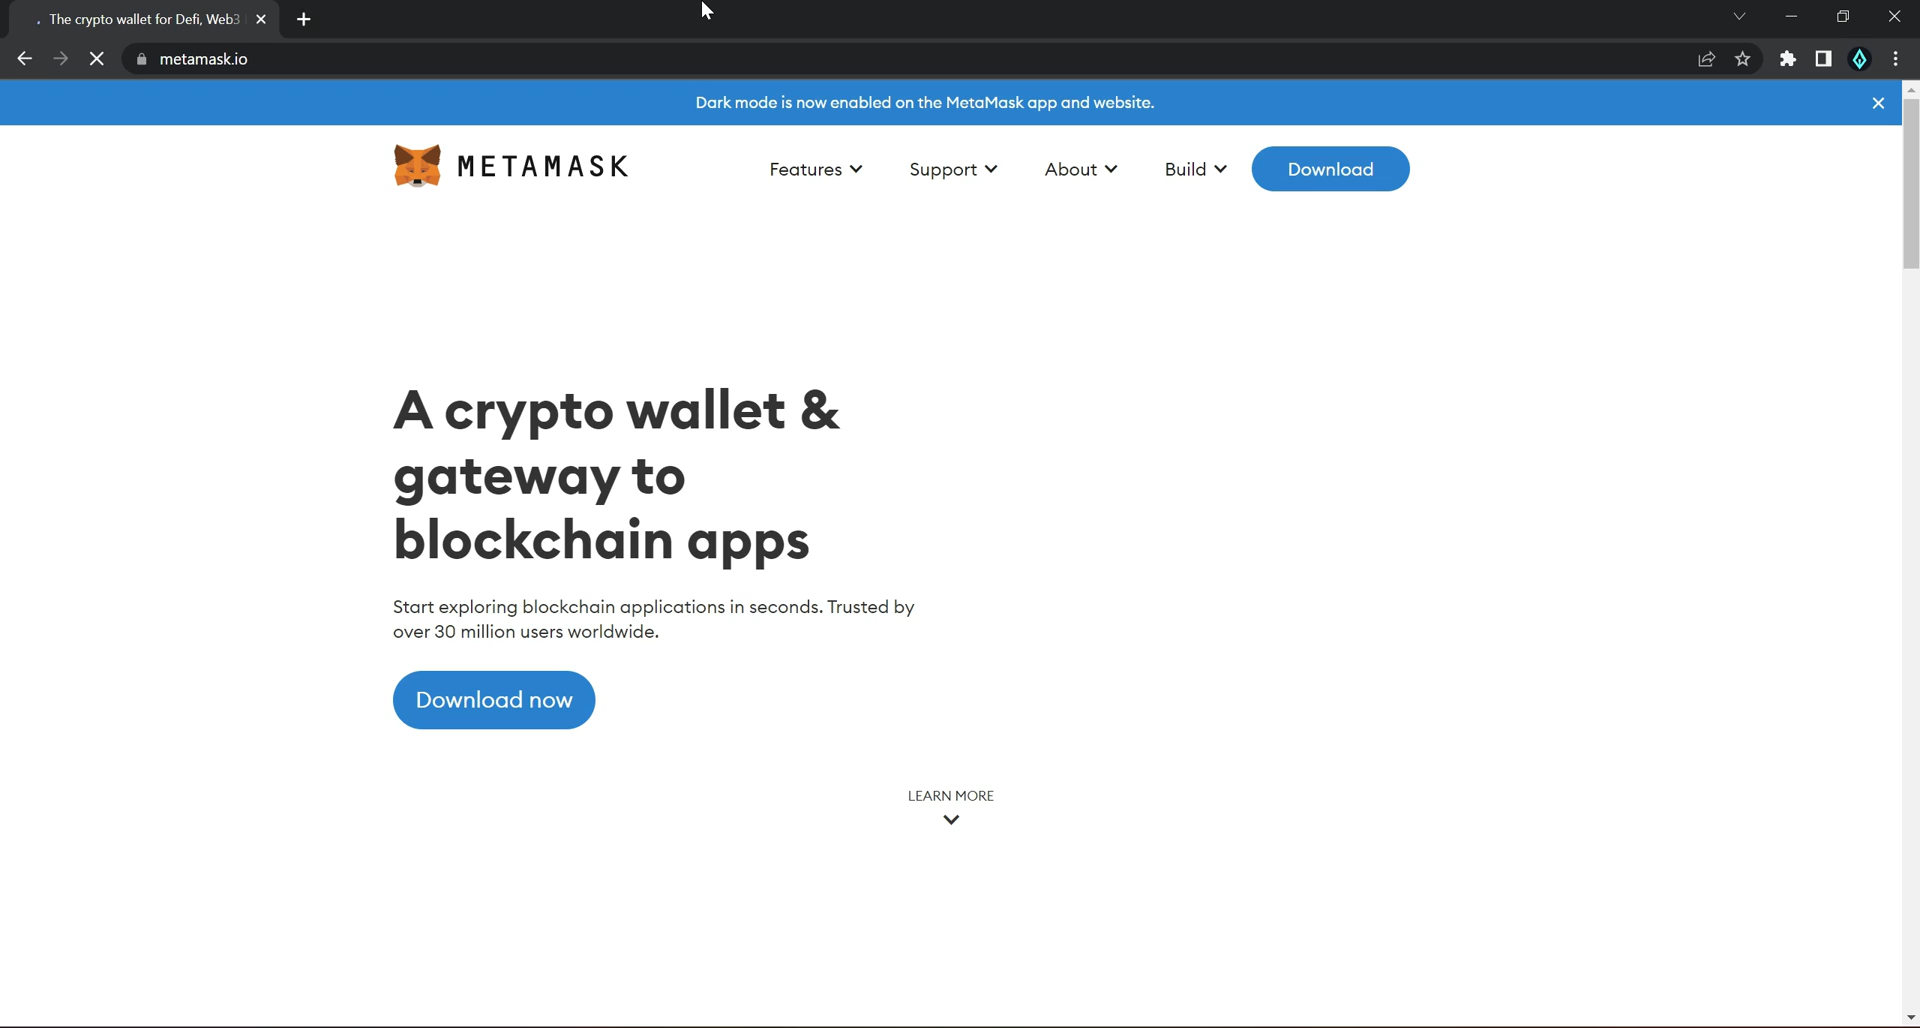 The crypto wallet for Defi, Web3
metamask.io
Dark mode is now enabled on the MetaMask app and website.
METAMASK
Features
Support
About
Build
Download
A crypto wallet &
gateway to
blockchain apps
Start exploring blockchain applications in seconds. Trusted by
over 30 million users worldwide.
Download now
LEARN MORE